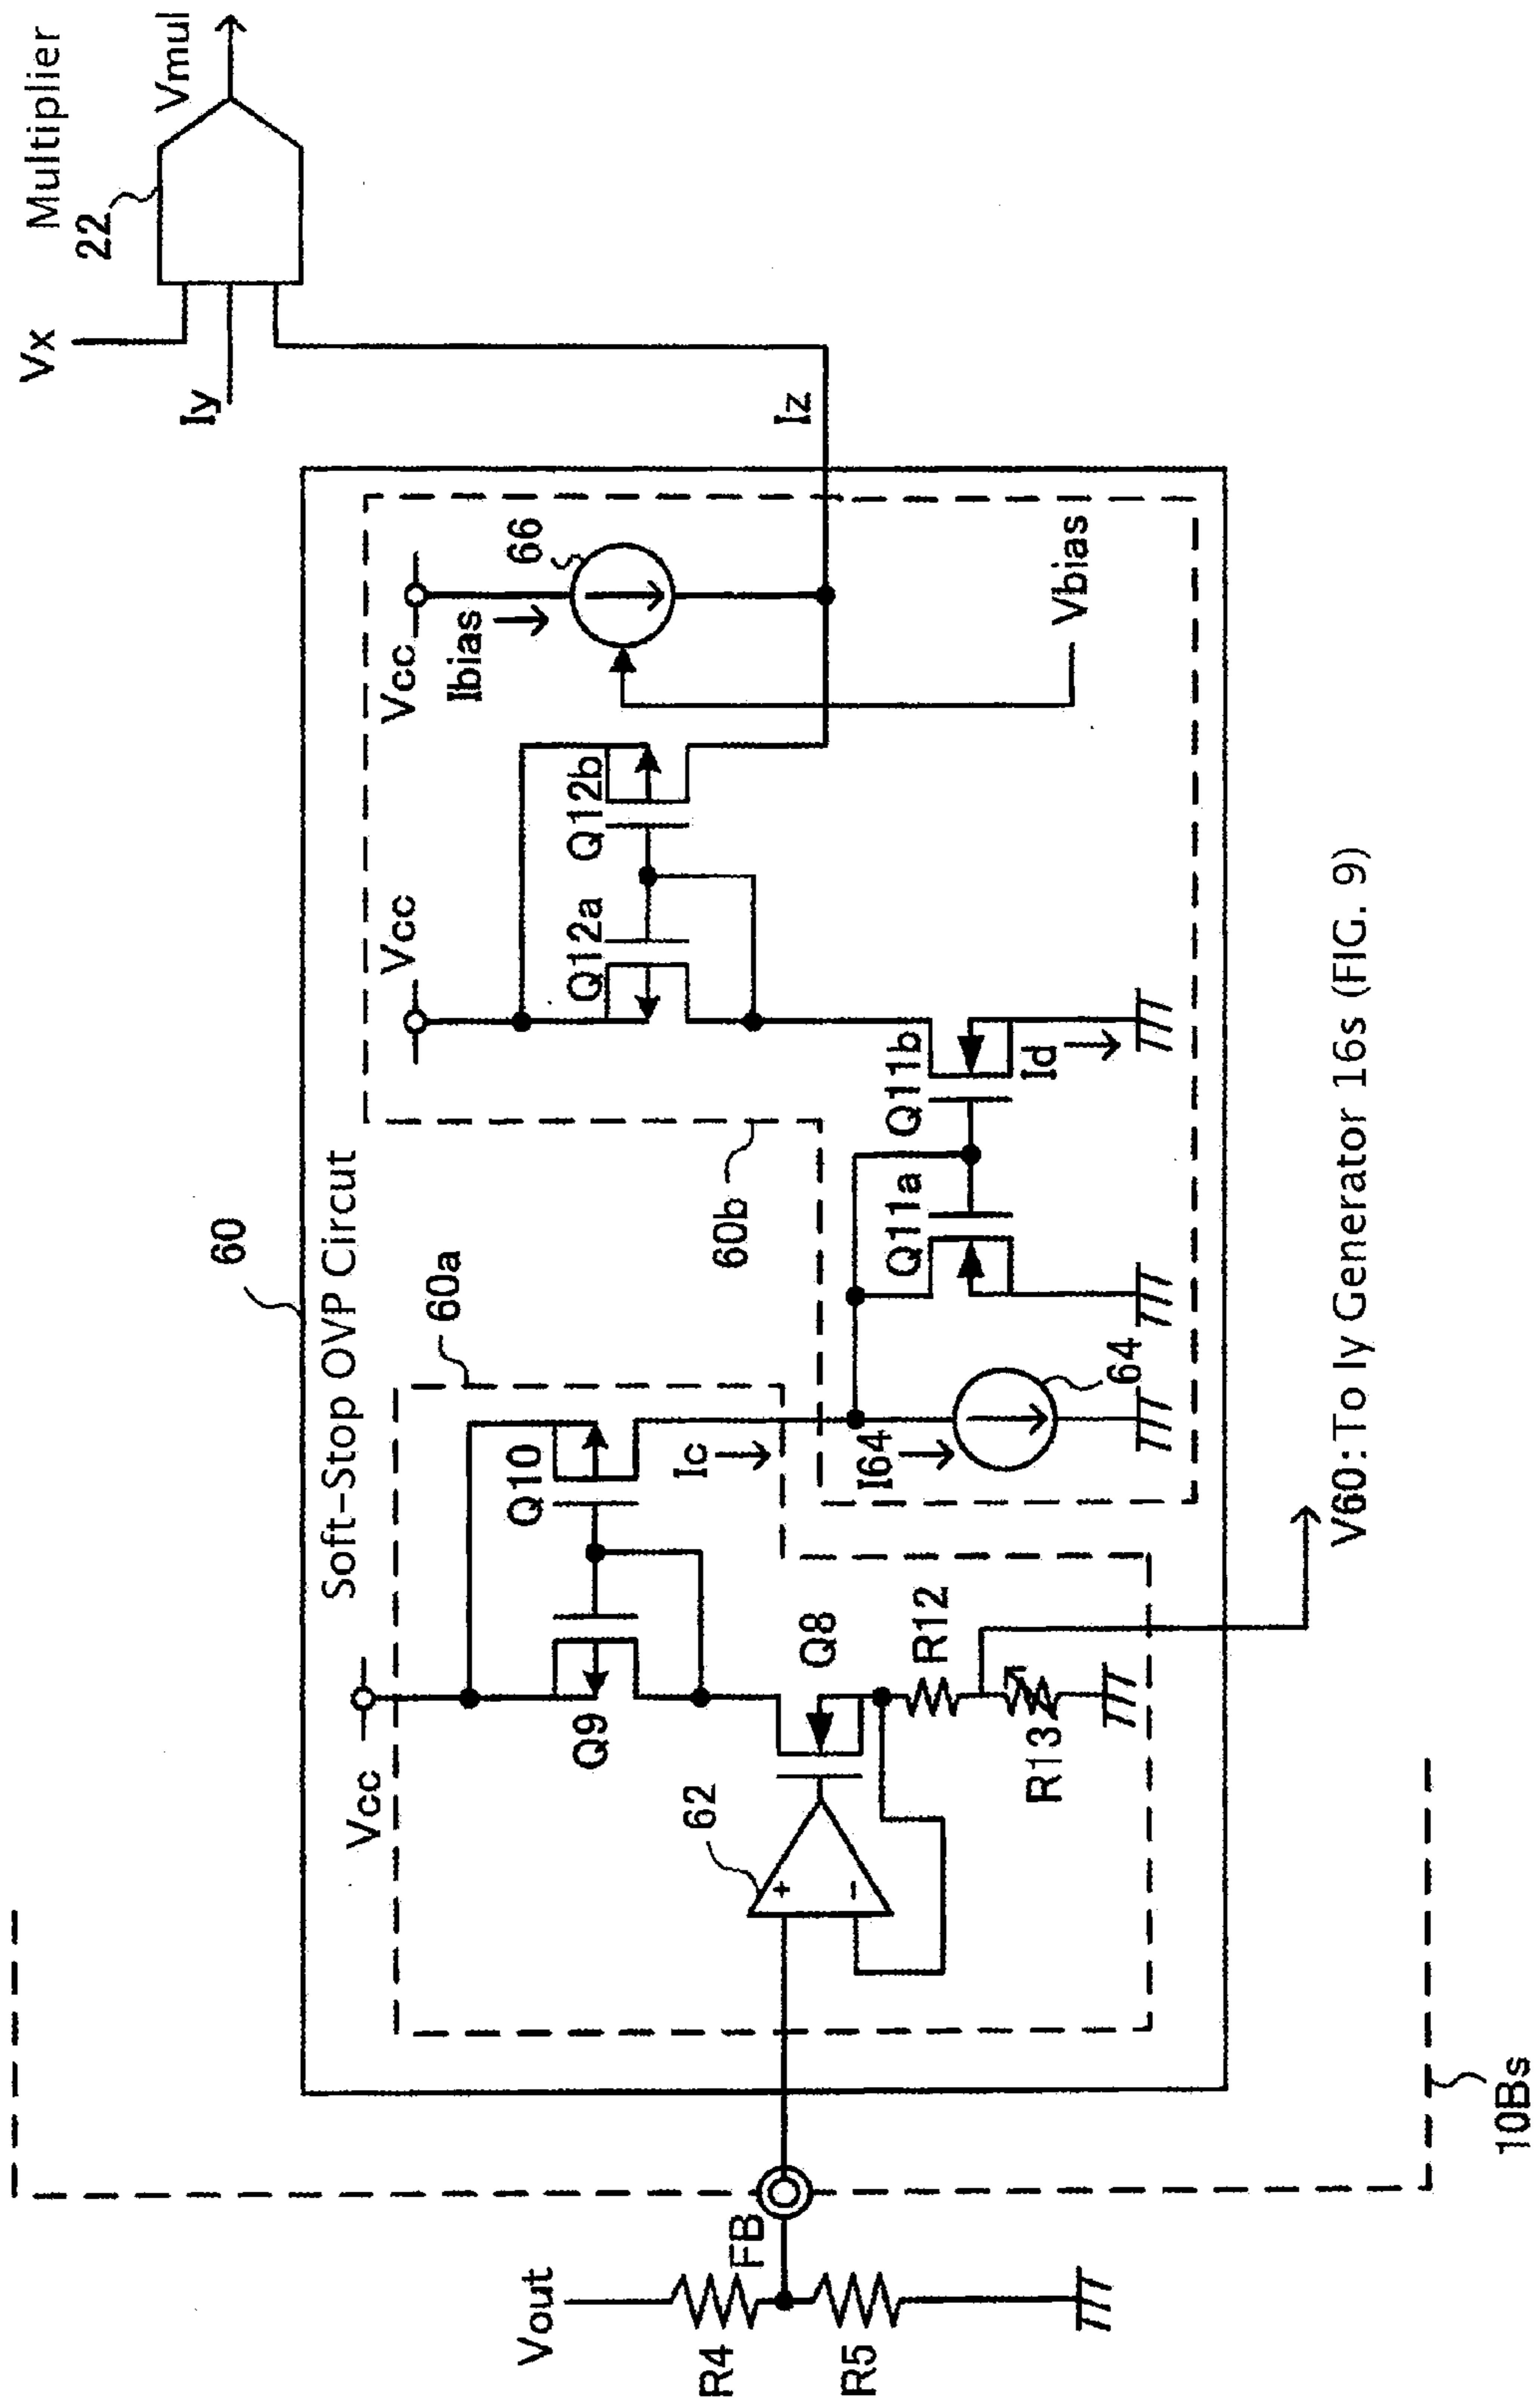 Multiplier
22
Vmul
Vx
Iy
Iz
60
Soft-Stop OVP Circut
60a
60b
Vcc
Q9
Q10
Ic
62
+
-
Q8
R12
R13
Vcc
Q12a
Q12b
Vcc
Ibias
66
Vbias
I64
64
Q11a
Q11b
Id
V60:To Iy Generator 16s (FIG. 9)
Vout
R4
FB
R5
10Bs